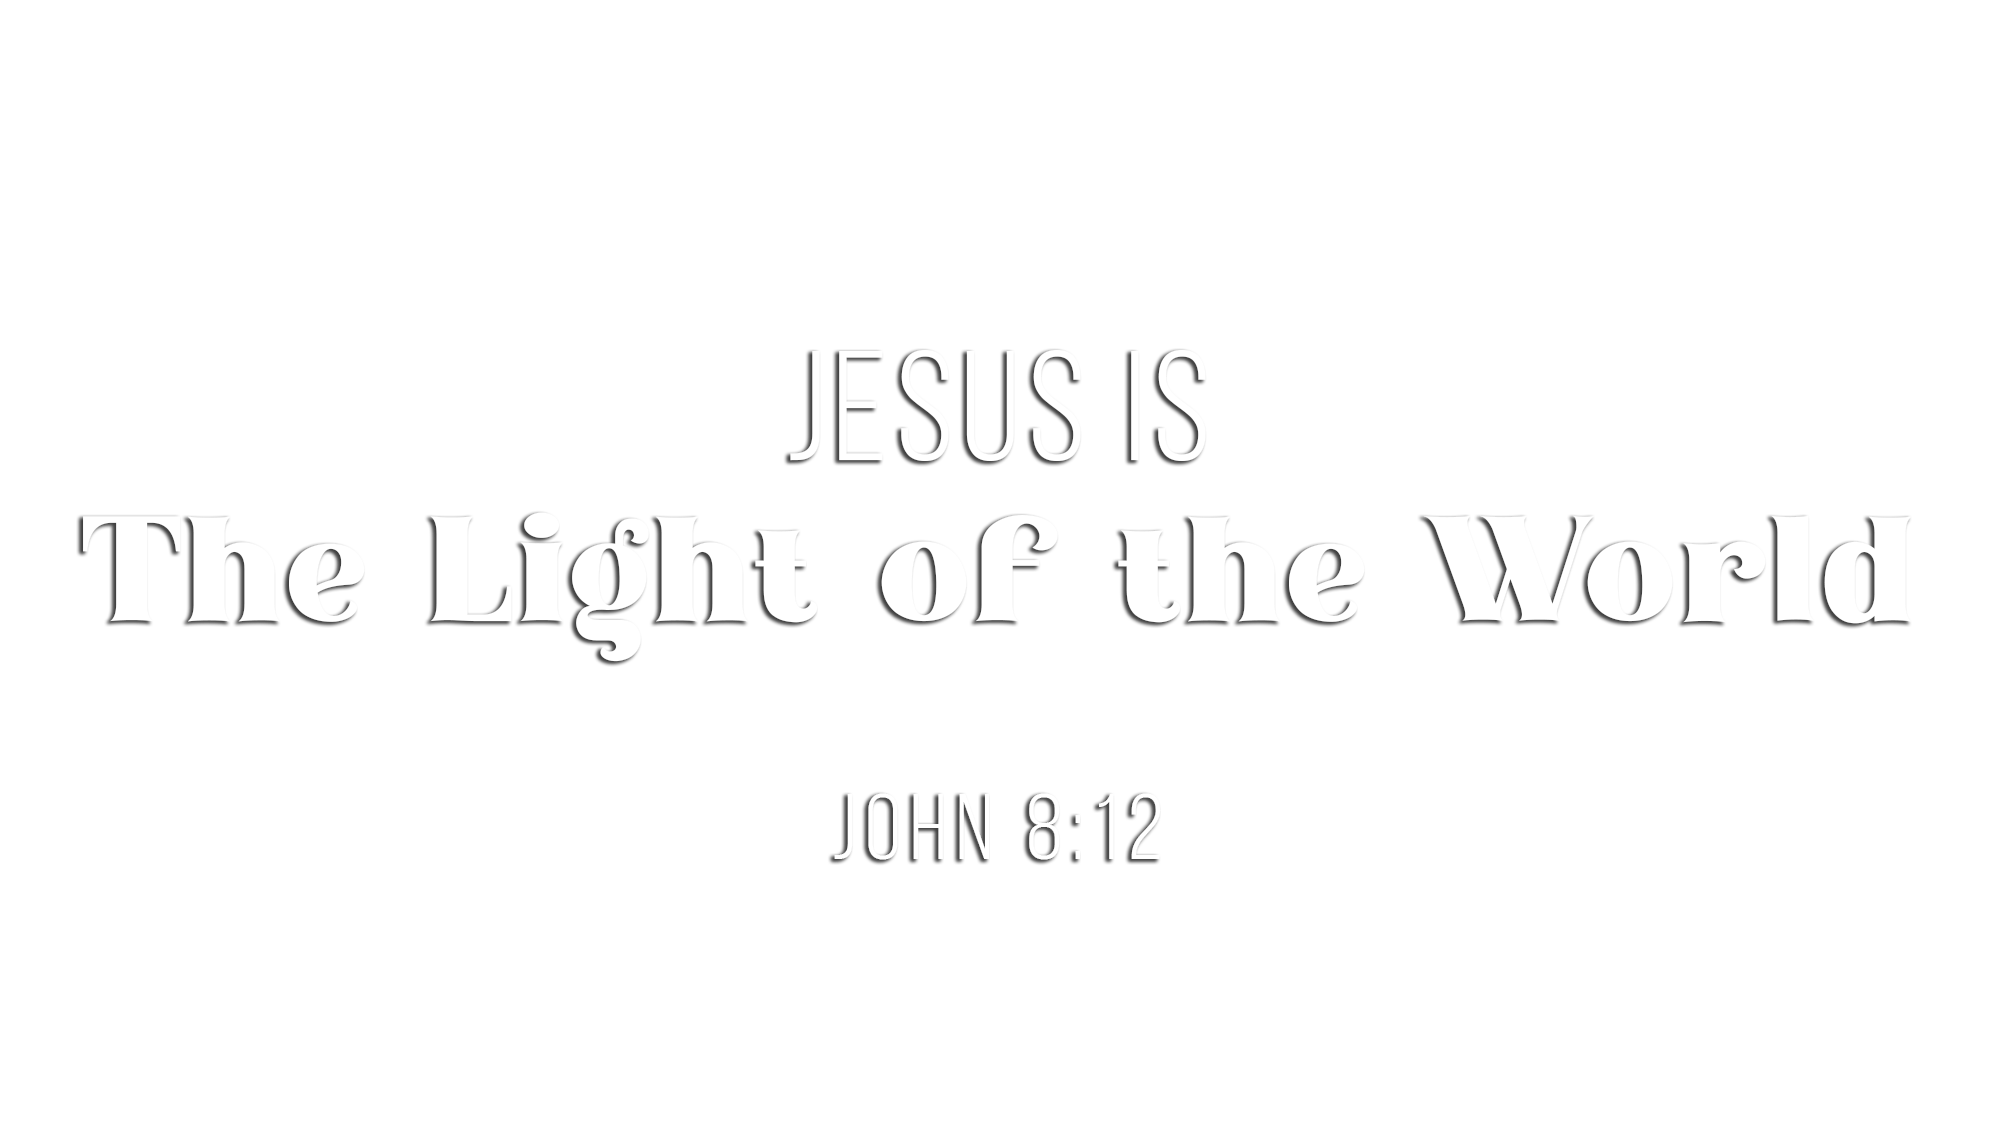 JESUS IS
The Light of the World
JOHN 8:12